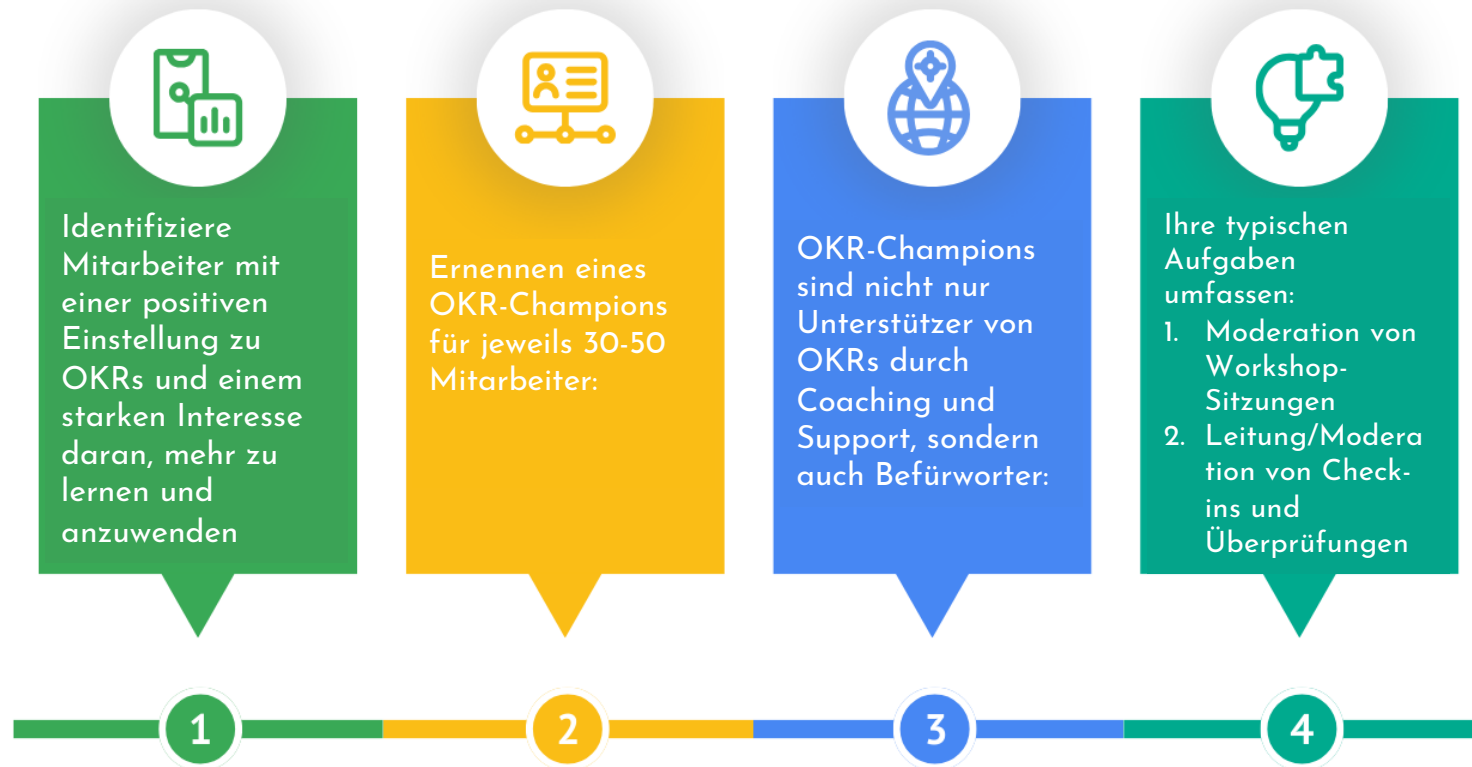 Identifiziere
Mitarbeiter mit
einer positiven
Einstellung zu
OKRs und einem
starken Interesse
daran, mehr zu
lernen und
anzuwenden
Ernennen eines
OKR-Champions
für jeweils 30-50
Mitarbeiter:
OKR-Champions
sind nicht nur
Unterstützer von
OKRs durch
Coaching und
Support, sondern
auch Befürworter:
Ihre typischen
Aufgaben
umfassen:
1. Moderation von
Workshop-
Sitzungen
2. Leitung/Modera
tion von Check-
ins und
Überprüfungen
1
2
3
4